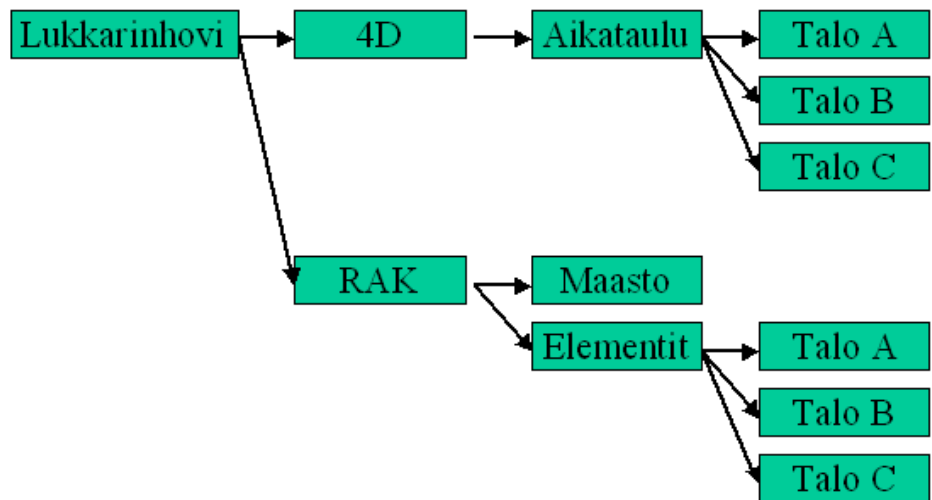 Lukkarinhovi
4D
Aikataulu
Talo A
Talo B
Talo C
RAK
Maasto
Elementit
Talo A
Talo B
Talo C